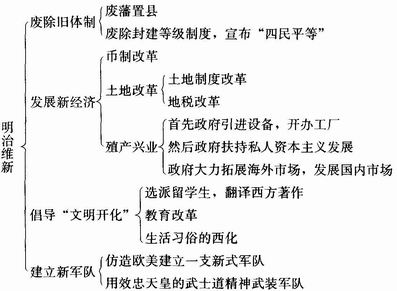 明治维新
废除旧体制
废藩置县
废除封建等级制度，宣布“四民平等”
发展新经济
币制改革
土地改革
土地制度改革
地税改革
殖产兴业
首先政府引进设备，开办工厂
然后政府扶持私人资本主义发展
政府大力拓展海外市场，发展国内市场
倡导“文明开化”
选派留学生，翻译西方著作
教育改革
生活习俗的西化
建立新军队
仿造欧美建立一支新式军队
用效忠天皇的武士道精神武装军队